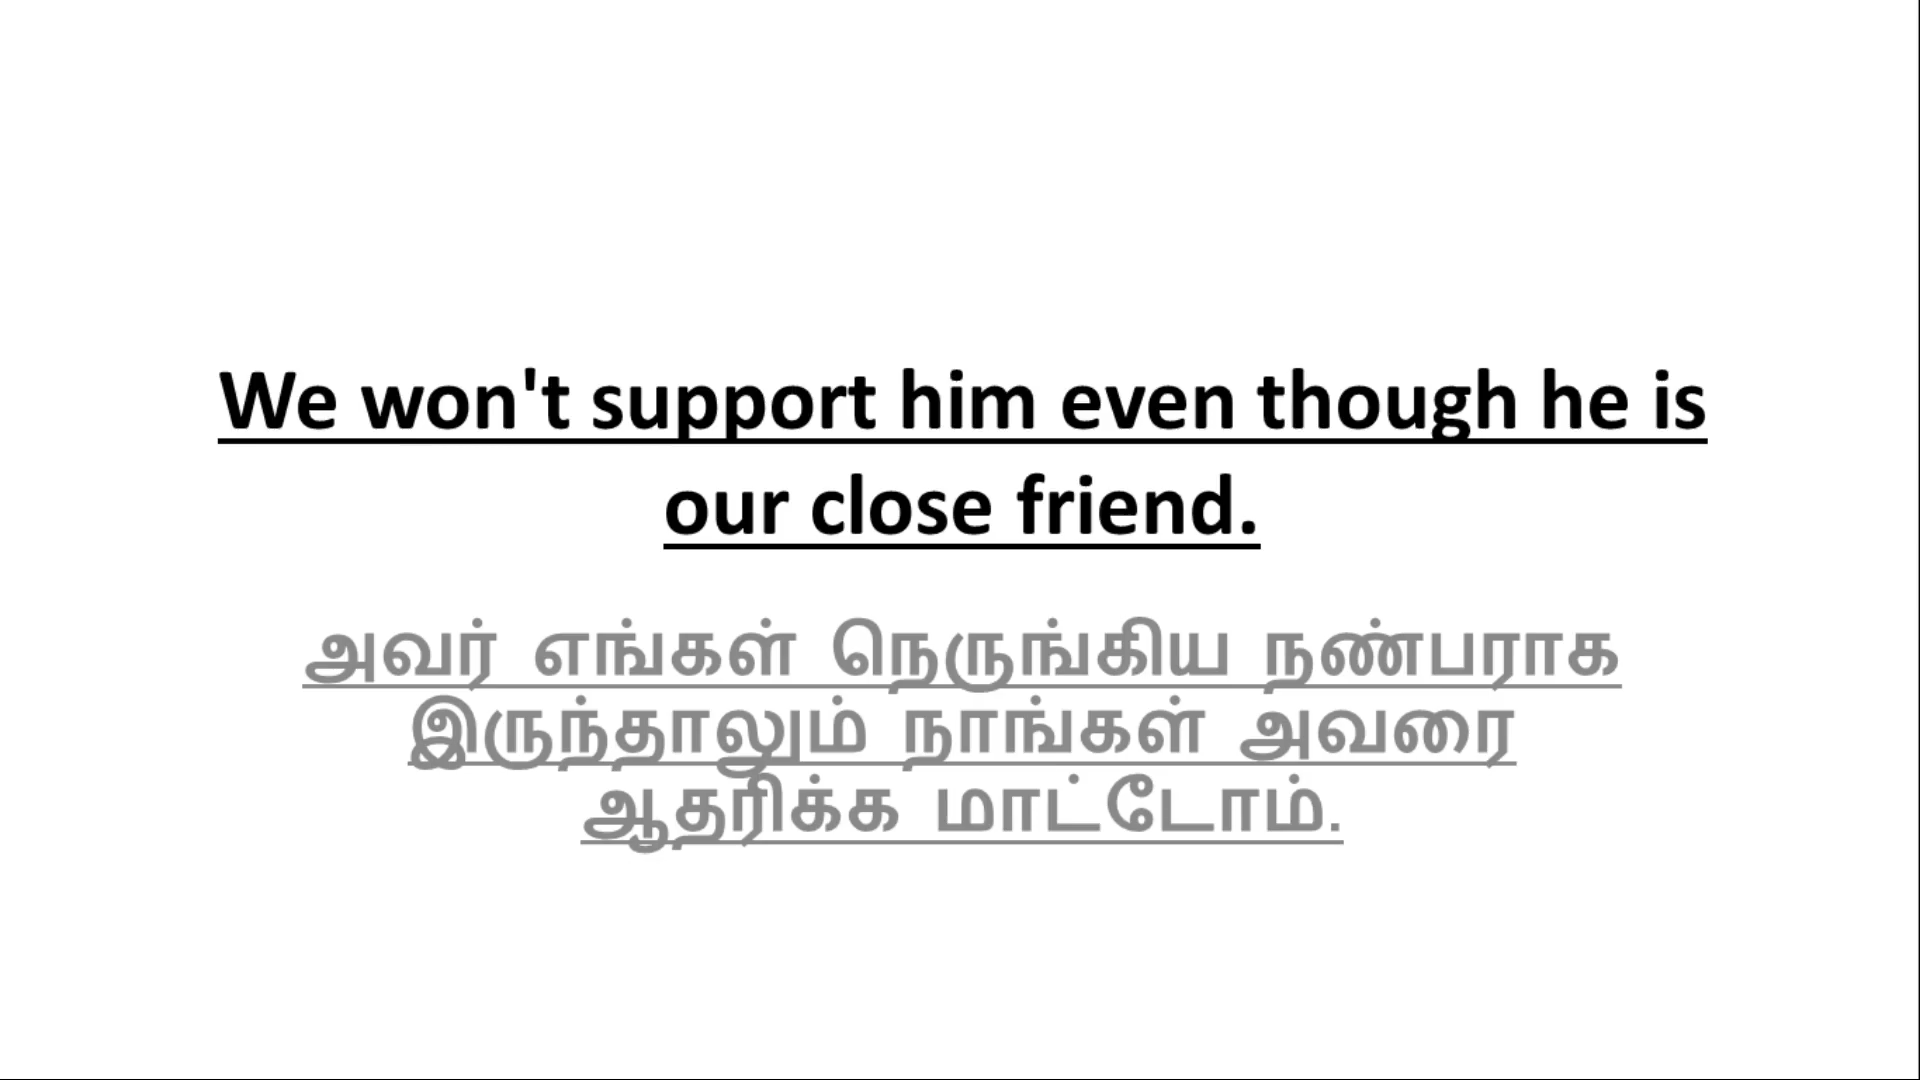 We won't support him even though he is
our close friend.
அவர் எங்கள் நெருங்கிய நண்பராக
இருந்தாலும் நாங்கள் அவரை
ஆதரிக்க மாட்டோம்.